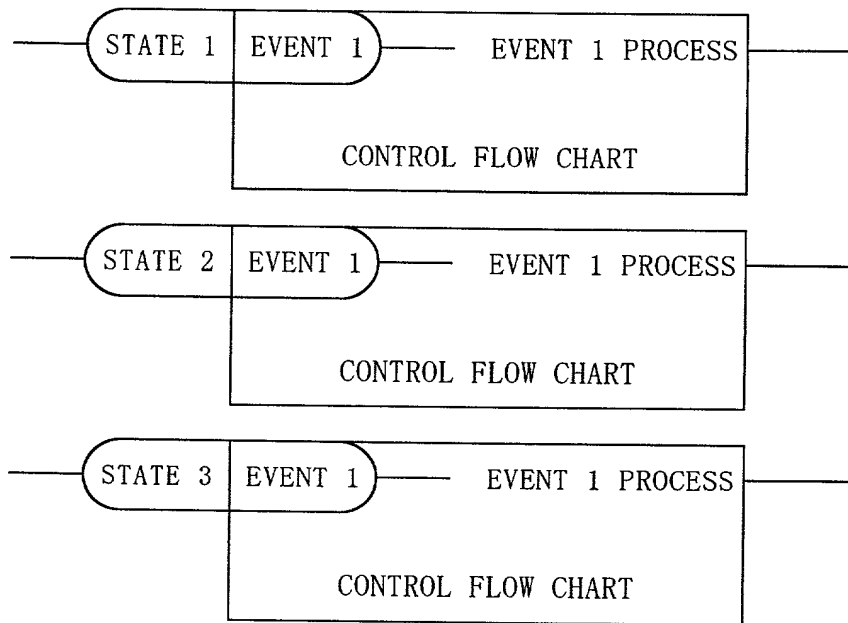 STATE 1 EVENT 1 EVENT 1 PROCESS
CONTROL FLOW CHART
STATE 2 EVENT 1 EVENT 1 PROCESS
CONTROL FLOW CHART
STATE 3 EVENT 1 EVENT 1 PROCESS
CONTROL FLOW CHART